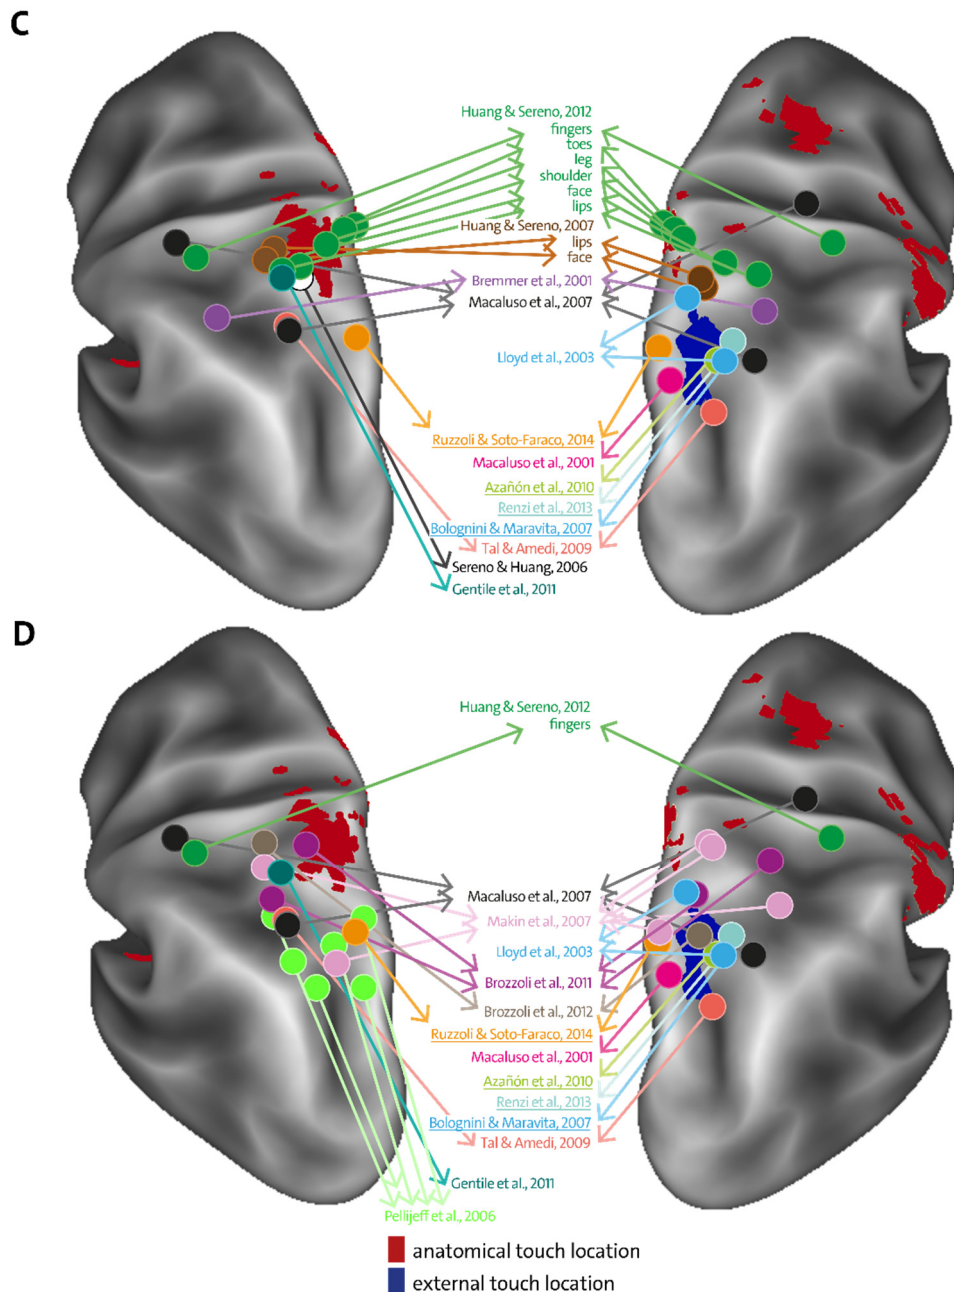 C
Huang & Sereno, 2012
fingers
toes
leg
shoulder
face
lips
Huang & Sereno, 2007
lips
face
Bremmer et al., 2001
Macaluso et al., 2007
Lloyd et al., 2003
Ruzzoli & Soto-Faraco, 2014
Macaluso et al., 2001
Azañón et al., 2010
Renzi et al., 2013
Bolognini & Maravita, 2007
Tal & Amedi, 2009
Sereno & Huang, 2006
Gentile et al., 2011
D
Huang & Sereno, 2012
fingers
Macaluso et al., 2007
Makin et al., 2007
Lloyd et al., 2003
Brozzoli et al., 2011
Brozzoli et al., 2012
Ruzzoli & Soto-Faraco, 2014
Macaluso et al., 2001
Azañón et al., 2010
Renzi et al., 2013
Bolognini & Maravita, 2007
Tal & Amedi, 2009
Gentile et al., 2011
Pellijeff et al., 2006
anatomical touch location
external touch location